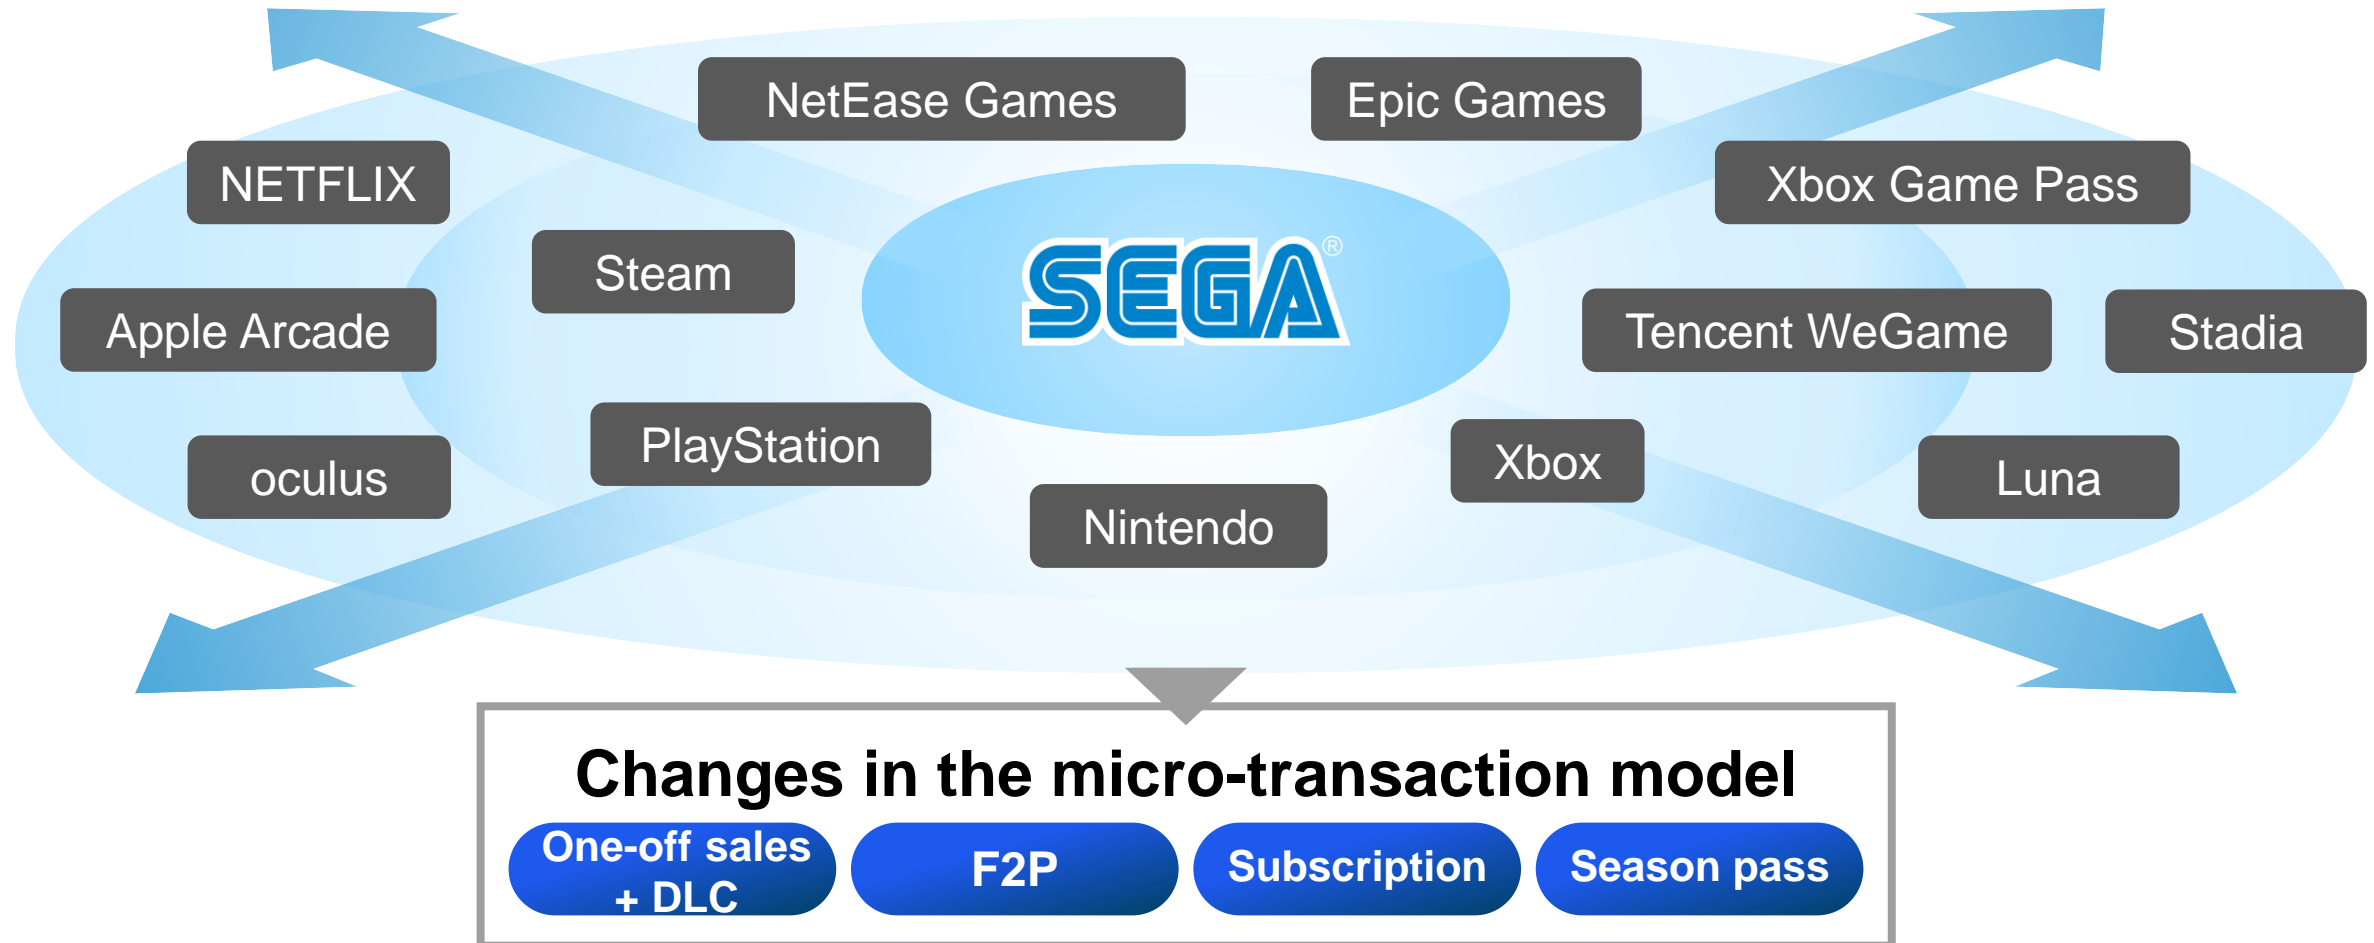 NetEase Games
Epic Games
NETFLIX
Xbox Game Pass
Steam
SEGA®
Apple Arcade
Tencent WeGame
Stadia
PlayStation
Xbox
oculus
Luna
Nintendo
Changes in the micro-transaction model
One-off sales
+ DLC
F2P
Subscription
Season pass